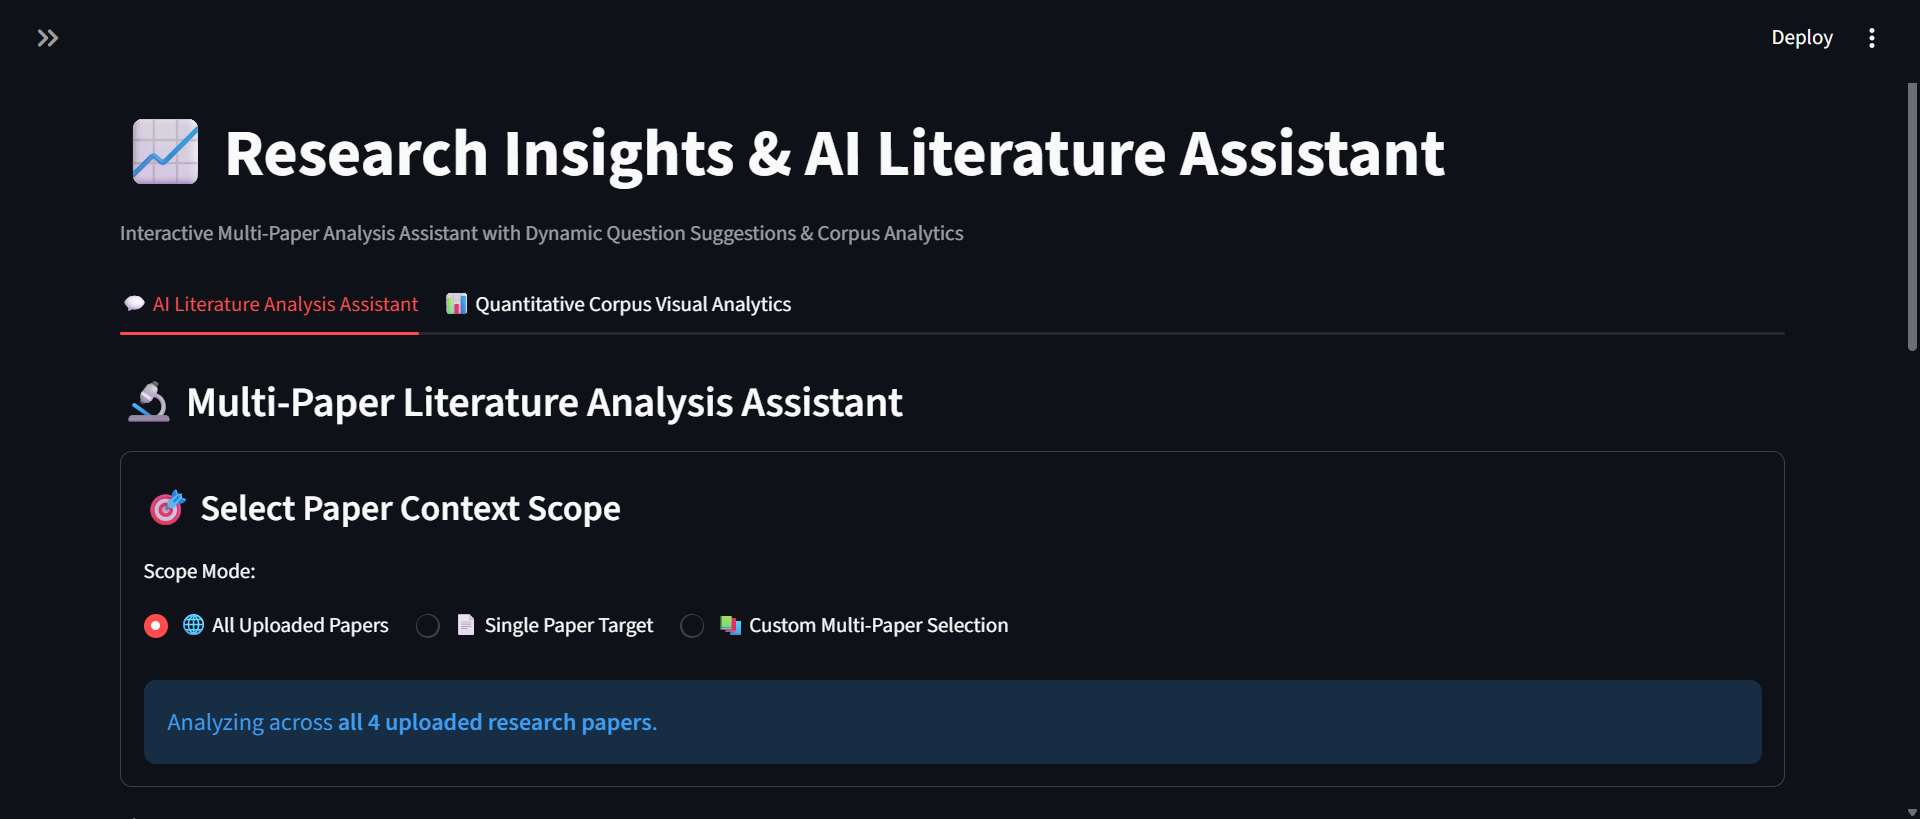 Deploy
Research Insights & AI Literature Assistant
Interactive Multi-Paper Analysis Assistant with Dynamic Question Suggestions & Corpus Analytics
AI Literature Analysis Assistant
Quantitative Corpus Visual Analytics
Multi-Paper Literature Analysis Assistant
Select Paper Context Scope
Scope Mode:
All Uploaded Papers
Single Paper Target
Custom Multi-Paper Selection
Analyzing across all 4 uploaded research papers.